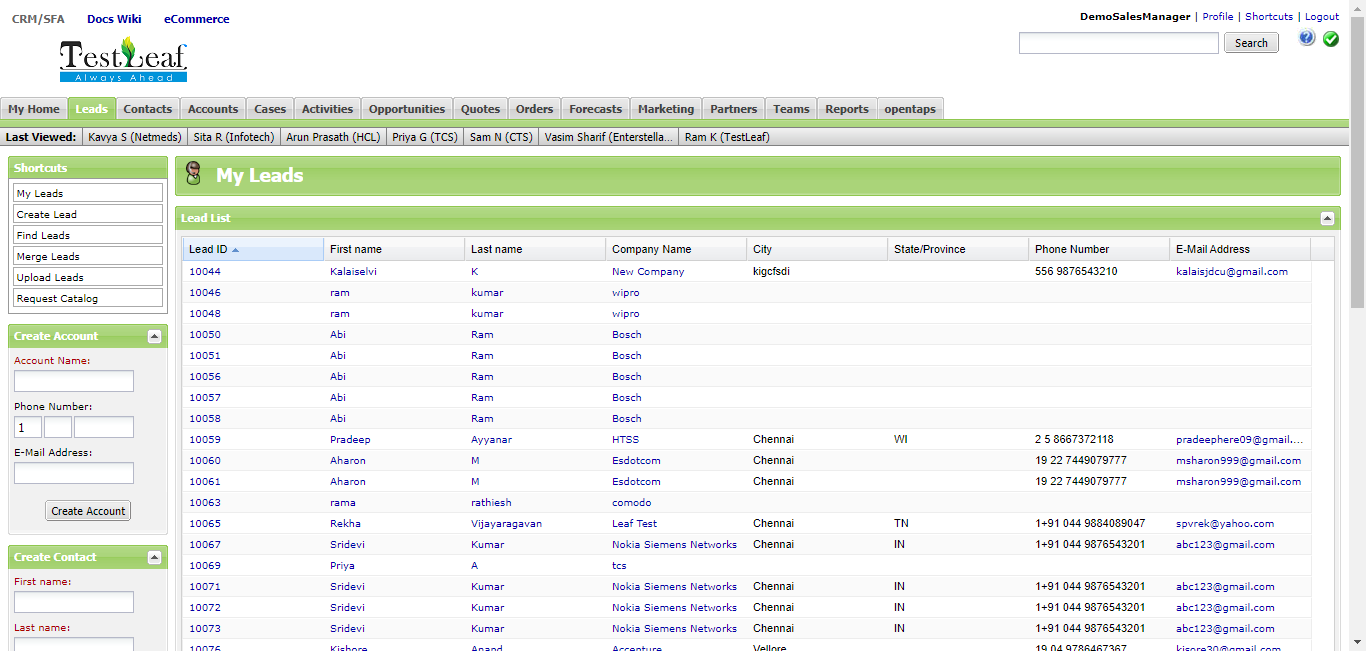 CRM/SFA Docs Wiki eCommerce
DemoSalesManager | Profile | Shortcuts | Logout
TestLeaf
Always Ahead
Search
My Home Leads Contacts Accounts Cases Activities Opportunities Quotes Orders Forecasts Marketing Partners Teams Reports opentaps
Last Viewed: Kavya S (Netmeds) Sita R (Infotech) Arun Prasath (HCL) Priya G (TCS) Sam N (CTS) Vasim Sharif (Enterstella... Ram K (TestLeaf)
Shortcuts
My Leads
Create Lead
Find Leads
Merge Leads
Upload Leads
Request Catalog
Create Account
Account Name:
Phone Number:
1
E-Mail Address:
Create Account
Create Contact
First name:
Last name:
My Leads
Lead List
Lead ID First name Last name Company Name City State/Province Phone Number E-Mail Address
10044 Kalaiselvi K New Company kigcfsdi 556 9876543210 kalaisjdcu@gmail.com
10046 ram kumar wipro
10048 ram kumar wipro
10050 Abi Ram Bosch
10051 Abi Ram Bosch
10056 Abi Ram Bosch
10057 Abi Ram Bosch
10058 Abi Ram Bosch
10059 Pradeep Ayyanar HTSS Chennai WI 2 5 8667372118 pradeephere09@gmail....
10060 Aharon M Esdotcom Chennai 19 22 7449079777 msharon999@gmail.com
10061 Aharon M Esdotcom Chennai 19 22 7449079777 msharon999@gmail.com
10063 rama rathiesh comodo
10065 Rekha Vijayaragavan Leaf Test Chennai TN 1+91 044 9884089047 spvrek@yahoo.com
10067 Sridevi Kumar Nokia Siemens Networks Chennai IN 1+91 044 9876543201 abc123@gmail.com
10069 Priya A tcs
10071 Sridevi Kumar Nokia Siemens Networks Chennai IN 1+91 044 9876543201 abc123@gmail.com
10072 Sridevi Kumar Nokia Siemens Networks Chennai IN 1+91 044 9876543201 abc123@gmail.com
10073 Sridevi Kumar Nokia Siemens Networks Chennai IN 1+91 044 9876543201 abc123@gmail.com
10076 Kishore Anand Accenture Vellore 19 04 9786467367 kisore30@gmail.com